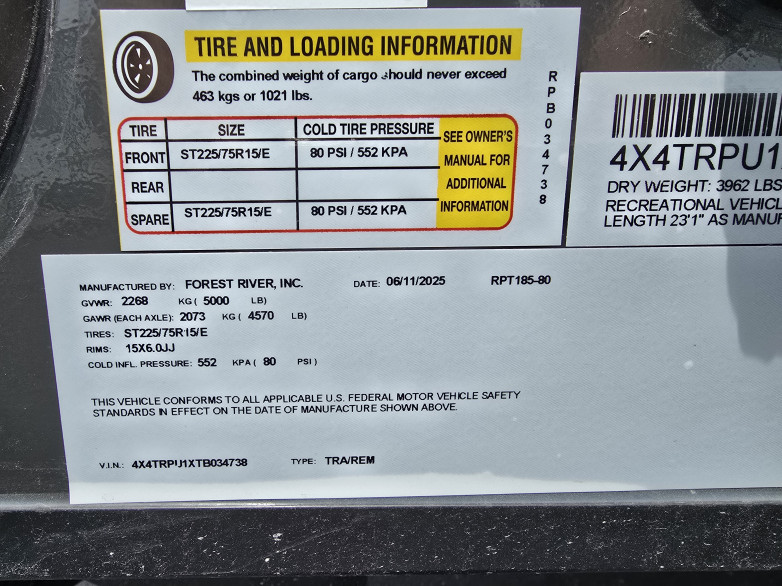 TIRE AND LOADING INFORMATION
The combined weight of cargo should never exceed
463 kgs or 1021 lbs.
TIRE SIZE COLD TIRE PRESSURE
FRONT ST225/75R15/E 80 PSI / 552 KPA
REAR
SPARE ST225/75R15/E 80 PSI / 552 KPA
SEE OWNER'S
MANUAL FOR
ADDITIONAL
INFORMATION
RPB034738
4X4TRPU1
DRY WEIGHT: 3962 LBS
RECREATIONAL VEHICL
LENGTH 23'1" AS MANUF
MANUFACTURED BY: FOREST RIVER, INC. DATE: 06/11/2025 RPT185-80
GVWR: 2268 KG ( 5000 LB)
GAWR (EACH AXLE): 2073 KG ( 4570 LB)
TIRES: ST225/75R15/E
RIMS: 15X6.0JJ
COLD INFL. PRESSURE: 552 KPA ( 80 PSI )
THIS VEHICLE CONFORMS TO ALL APPLICABLE U.S. FEDERAL MOTOR VEHICLE SAFETY
STANDARDS IN EFFECT ON THE DATE OF MANUFACTURE SHOWN ABOVE.
V.I.N.: 4X4TRPU1XTB034738 TYPE: TRA/REM